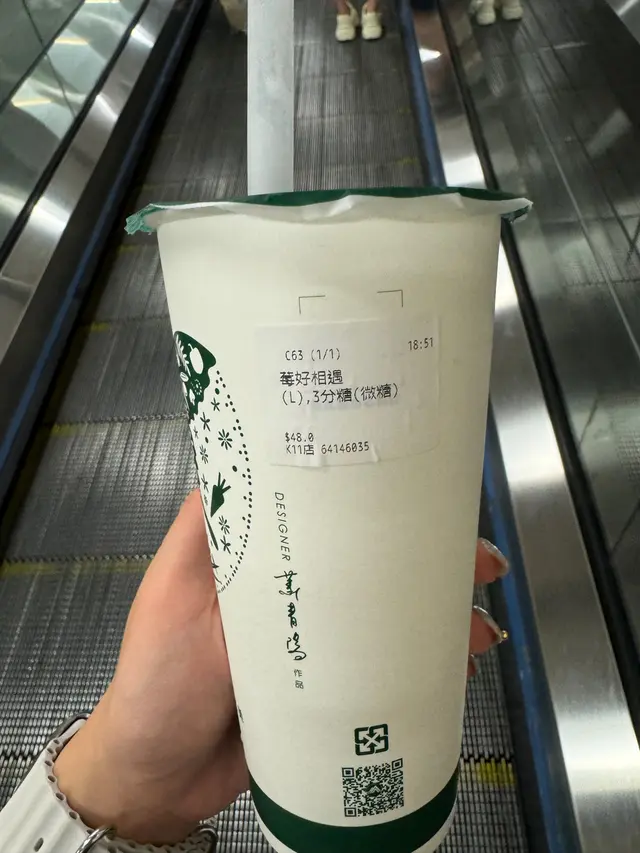 C63 (1/1) 18:51
莓好相遇
(L),3分糖(微糖)
$48.0
K11店 64146035
DESIGNER
作品